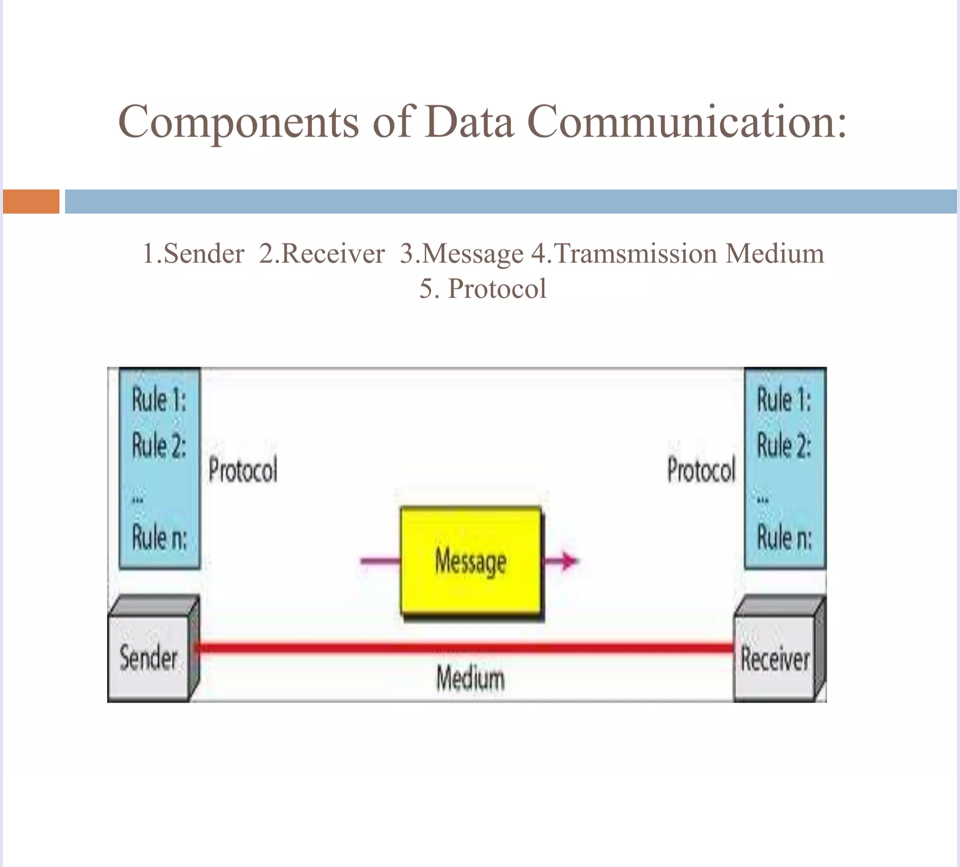 Components of Data Communication:
1.Sender  2.Receiver  3.Message 4.Tramsmission Medium
5. Protocol
Rule 1:
Rule 2:
...
Rule n:
Protocol
Protocol
Rule 1:
Rule 2:
...
Rule n:
Message
Sender
Medium
Receiver